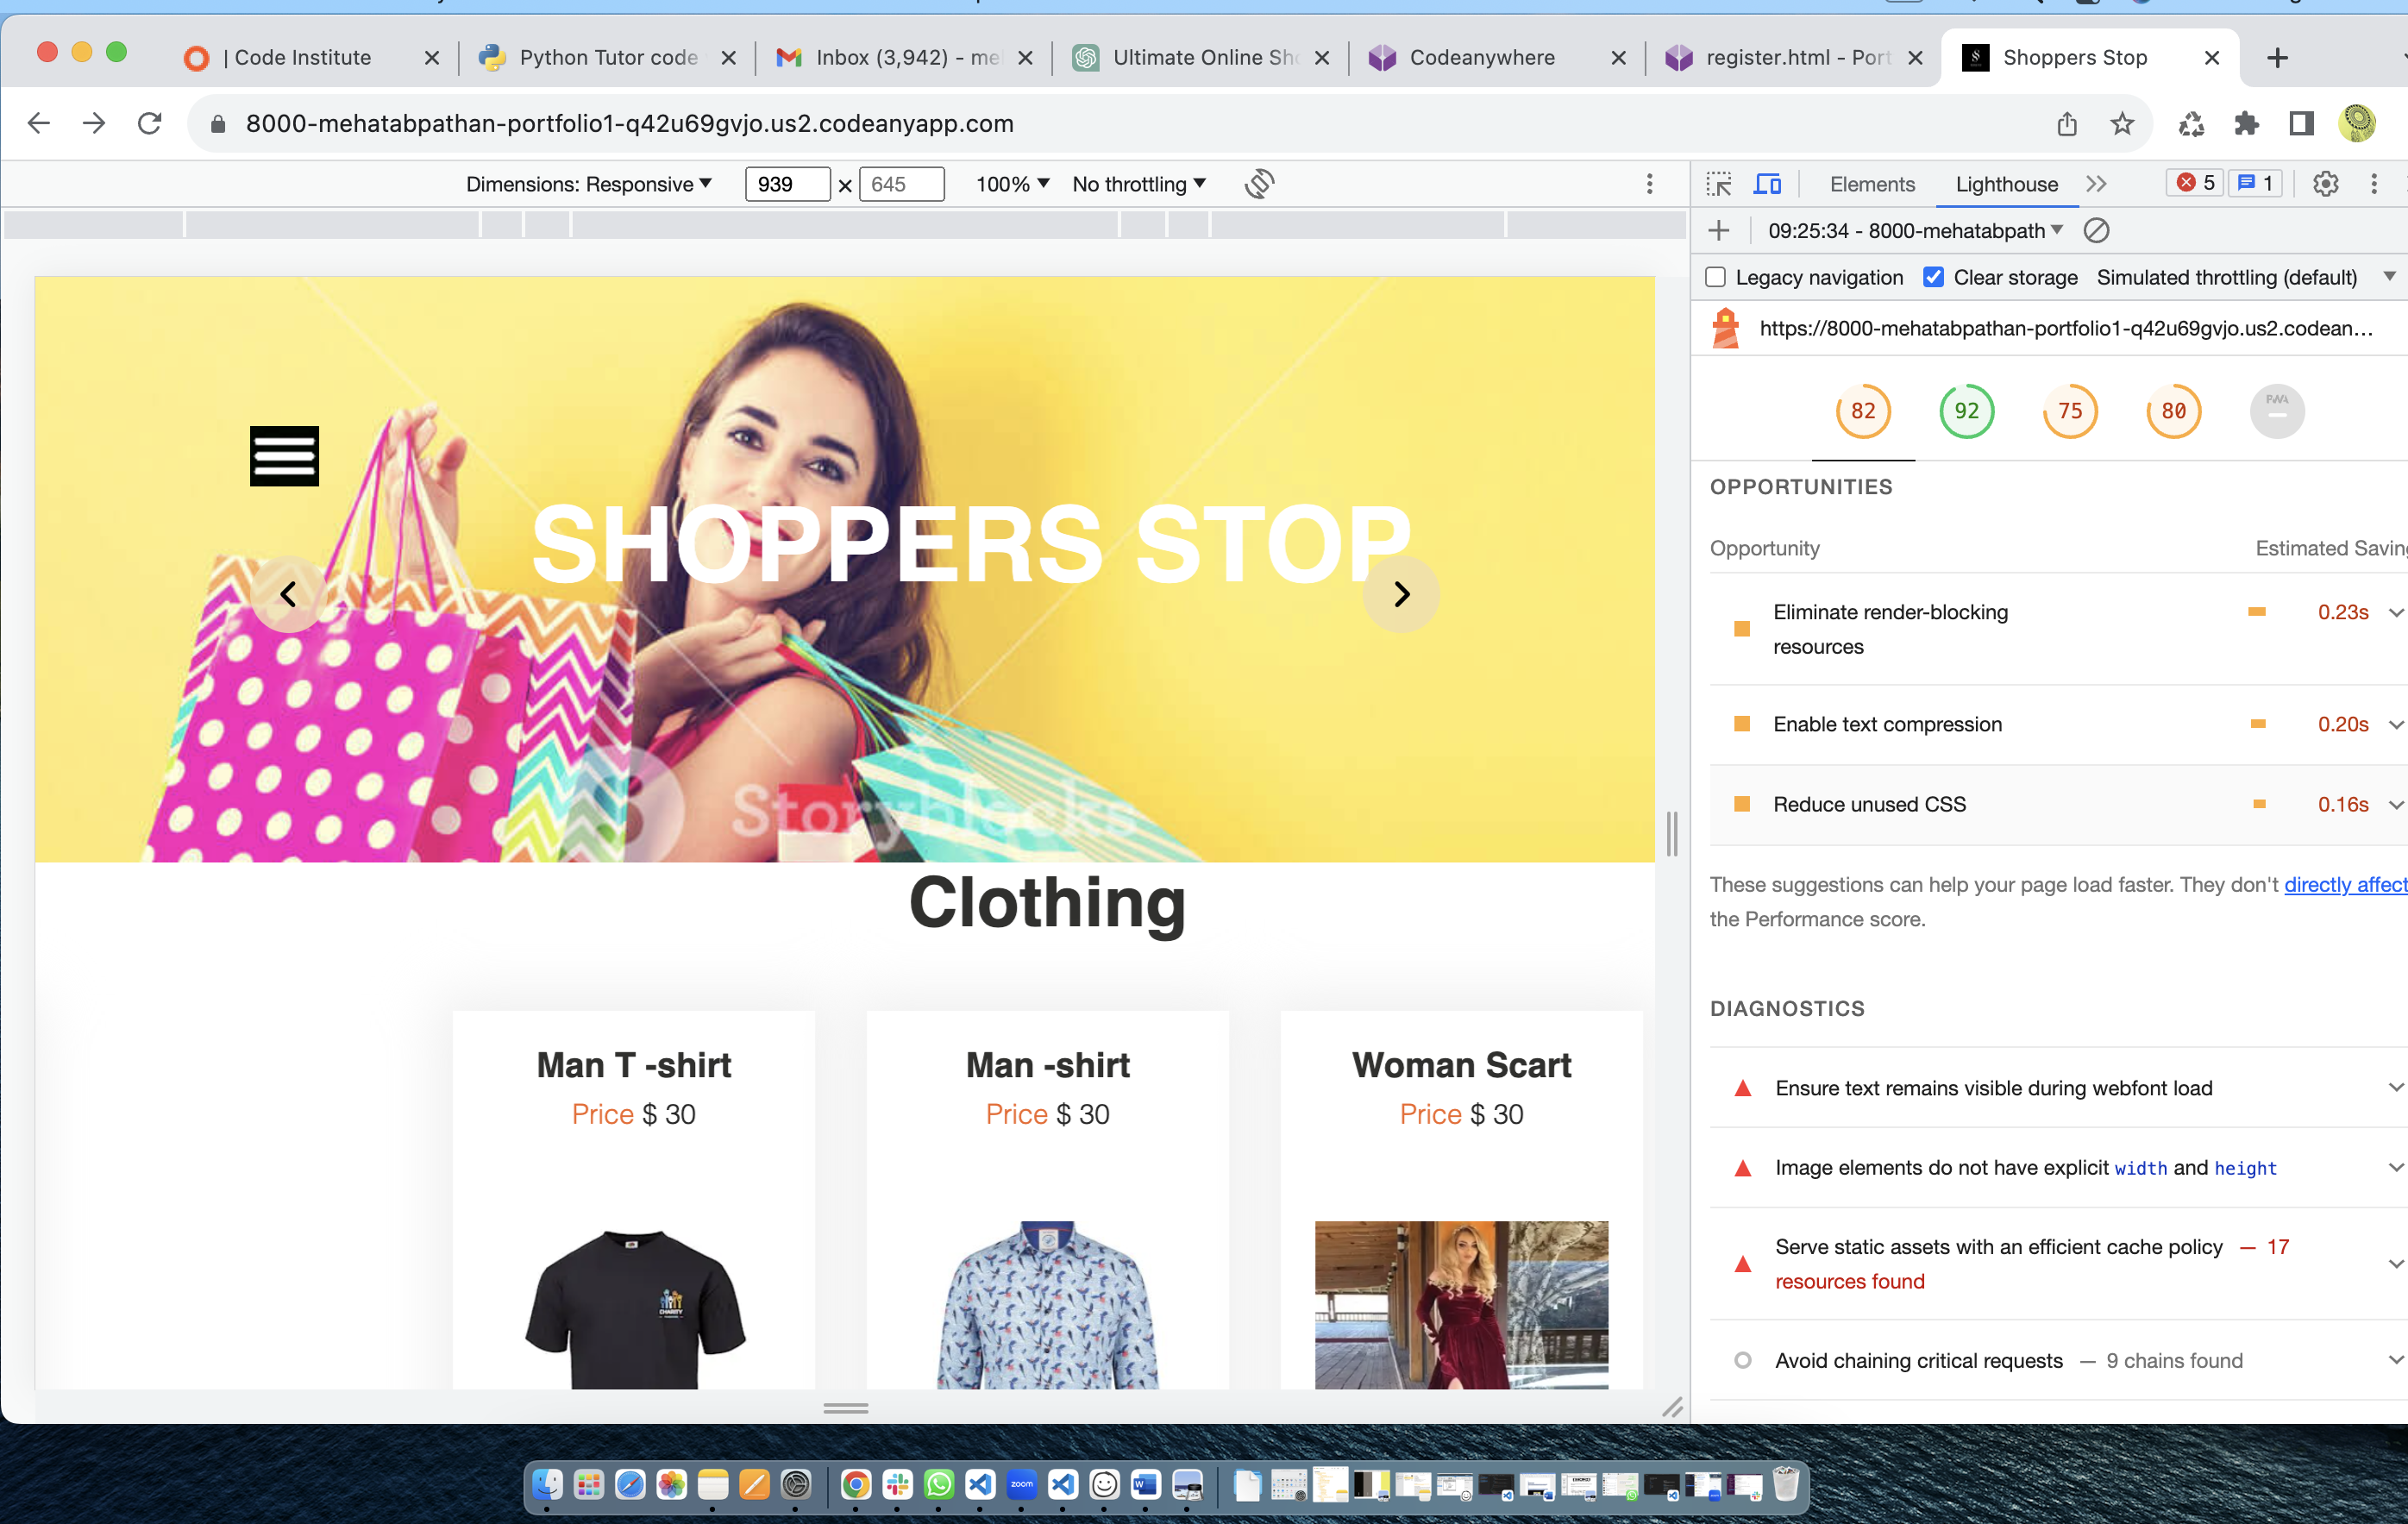 | Code Institute
Python Tutor code
Inbox (3,942) - me
Ultimate Online Sho
Codeanywhere
register.html - Port
Shoppers Stop
8000-mehatabpathan-portfolio1-q42u69gvjo.us2.codeanyapp.com
Dimensions: Responsive
939 × 645
100%
No throttling
Elements
Lighthouse
5
1
09:25:34 - 8000-mehatabpath
Legacy navigation
Clear storage
Simulated throttling (default)
https://8000-mehatabpathan-portfolio1-q42u69gvjo.us2.codean...
82
92
75
80
PWA
SHOPPERS STOP
Storyblocks
Clothing
Man T -shirt
Price $ 30
CHARITY
Man -shirt
Price $ 30
Woman Scart
Price $ 30
OPPORTUNITIES
Opportunity
Estimated Saving
Eliminate render-blocking
resources
0.23s
Enable text compression
0.20s
Reduce unused CSS
0.16s
These suggestions can help your page load faster. They don't directly affect
the Performance score.
DIAGNOSTICS
Ensure text remains visible during webfont load
Image elements do not have explicit width and height
Serve static assets with an efficient cache policy — 17
resources found
Avoid chaining critical requests — 9 chains found
zoom